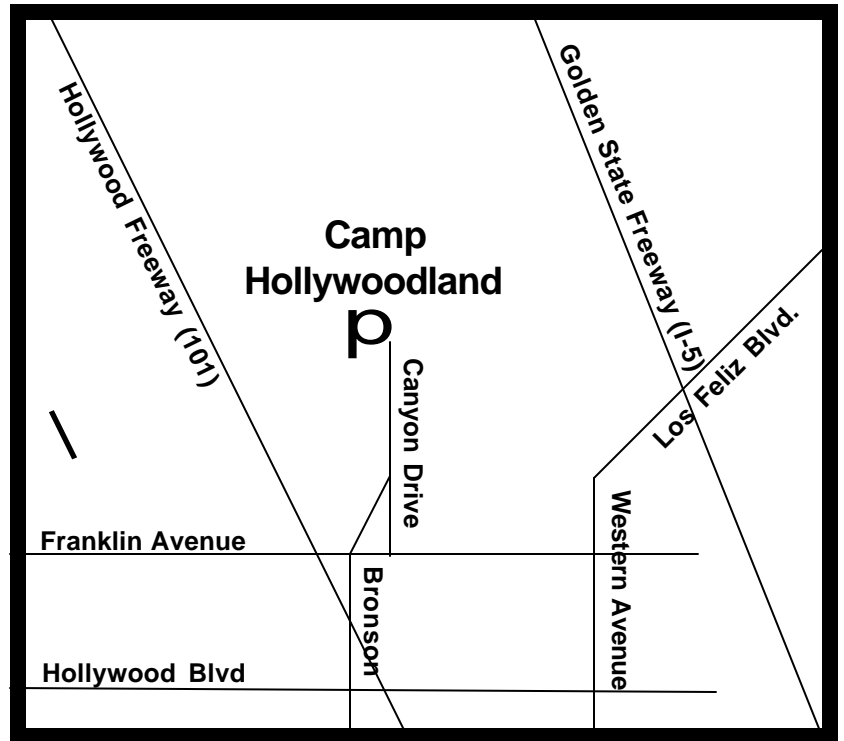 Hollywood Freeway (101)
Golden State Freeway (I-5)
Camp
Hollywoodland
p
Los Feliz Blvd.
Canyon Drive
Western Avenue
Franklin Avenue
Bronson
Hollywood Blvd